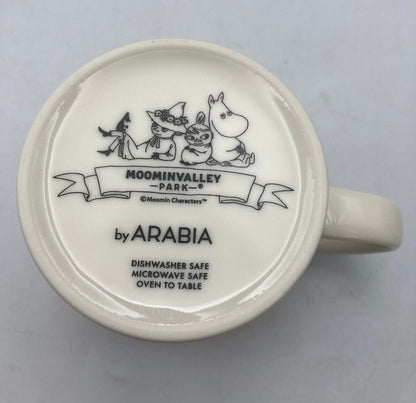 MOOMINVALLEY
—PARK—®
©Moomin Characters™
by ARABIA
DISHWASHER SAFE
MICROWAVE SAFE
OVEN TO TABLE